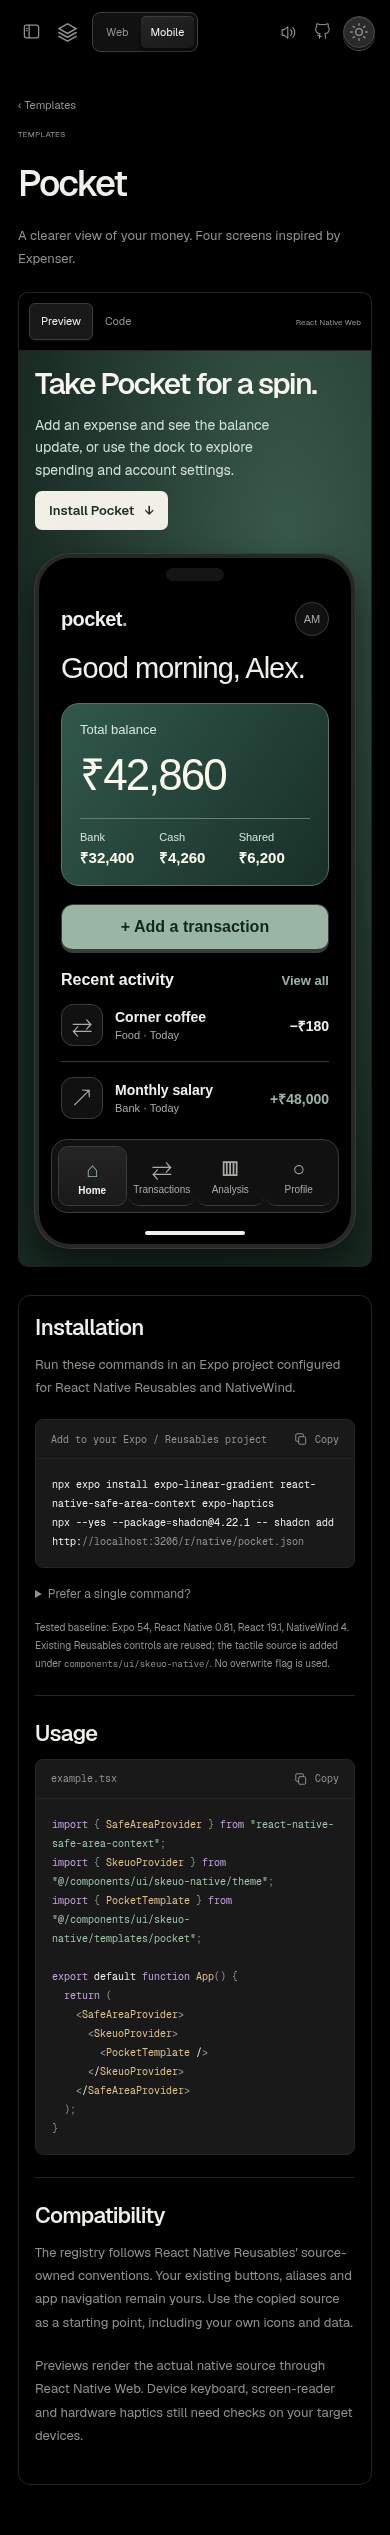 Web Mobile
‹ Templates
TEMPLATES
Pocket
A clearer view of your money. Four screens inspired by
Expenser.
Preview Code React Native Web
Take Pocket for a spin.
Add an expense and see the balance
update, or use the dock to explore
spending and account settings.
Install Pocket ↓
pocket. AM
Good morning, Alex.
Total balance
₹42,860
Bank Cash Shared
₹32,400 ₹4,260 ₹6,200
+ Add a transaction
Recent activity View all
Corner coffee
Food · Today
−₹180
Monthly salary
Bank · Today
+₹48,000
Home Transactions Analysis Profile
Installation
Run these commands in an Expo project configured
for React Native Reusables and NativeWind.
Add to your Expo / Reusables project Copy
npx expo install expo-linear-gradient react-
native-safe-area-context expo-haptics
npx --yes --package=shadcn@4.22.1 -- shadcn add
http://localhost:3206/r/native/pocket.json
▶ Prefer a single command?
Tested baseline: Expo 54, React Native 0.81, React 19.1, NativeWind 4.
Existing Reusables controls are reused; the tactile source is added
under components/ui/skeuo-native/. No overwrite flag is used.
Usage
example.tsx Copy
import { SafeAreaProvider } from "react-native-
safe-area-context";
import { SkeuoProvider } from
"@/components/ui/skeuo-native/theme";
import { PocketTemplate } from
"@/components/ui/skeuo-
native/templates/pocket";
export default function App() {
return (
<SafeAreaProvider>
<SkeuoProvider>
<PocketTemplate />
</SkeuoProvider>
</SafeAreaProvider>
);
}
Compatibility
The registry follows React Native Reusables' source-
owned conventions. Your existing buttons, aliases and
app navigation remain yours. Use the copied source
as a starting point, including your own icons and data.
Previews render the actual native source through
React Native Web. Device keyboard, screen-reader
and hardware haptics still need checks on your target
devices.